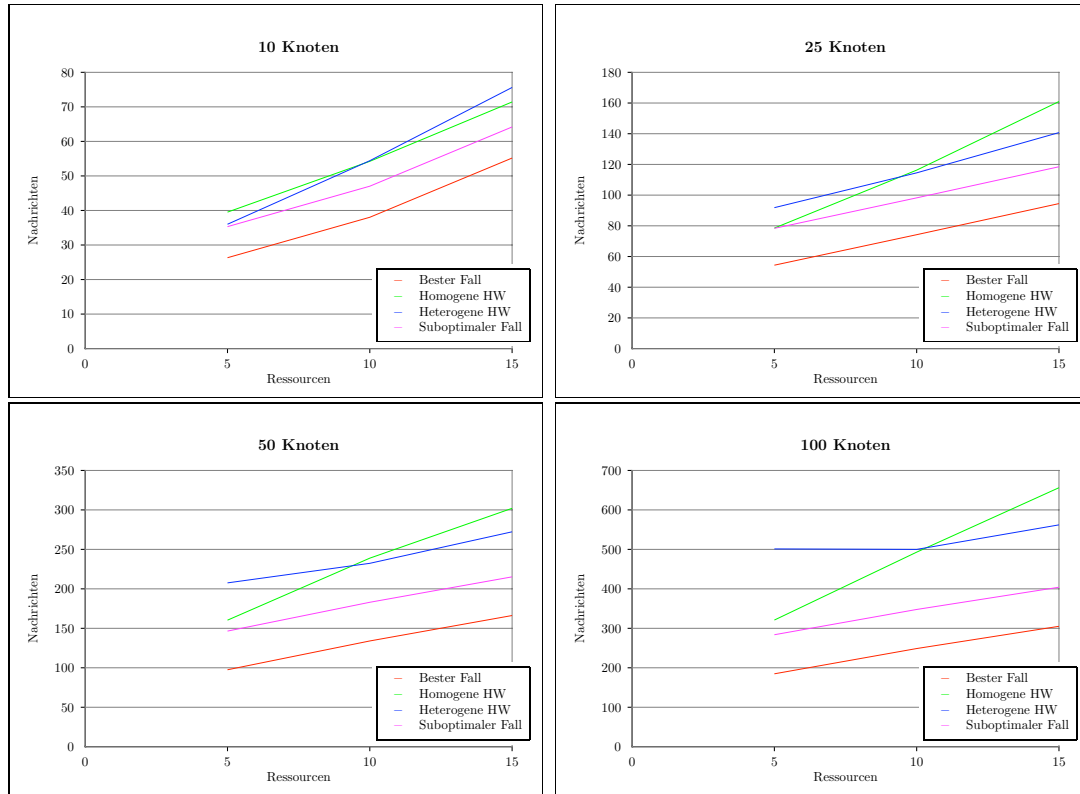 10 Knoten
80
70
60
50
40
30
20
10
0
Nachrichten
0 5 10 15
Ressourcen
Bester Fall
Homogene HW
Heterogene HW
Suboptimaler Fall
25 Knoten
180
160
140
120
100
80
60
40
20
0
Nachrichten
0 5 10 15
Ressourcen
Bester Fall
Homogene HW
Heterogene HW
Suboptimaler Fall
50 Knoten
350
300
250
200
150
100
50
0
Nachrichten
0 5 10 15
Ressourcen
Bester Fall
Homogene HW
Heterogene HW
Suboptimaler Fall
100 Knoten
700
600
500
400
300
200
100
0
Nachrichten
0 5 10 15
Ressourcen
Bester Fall
Homogene HW
Heterogene HW
Suboptimaler Fall